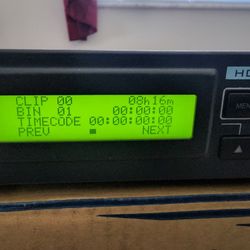 CLIP 00 08h16m
BIN 01 00:00:00
TIMECODE 00:00:00:00
PREV ■ NEXT